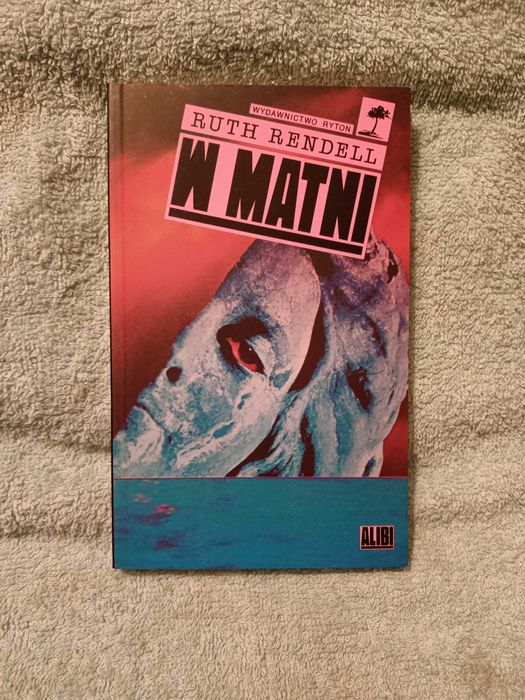 WYDAWNICTWO RYTON
RUTH RENDELL
W MATNI
ALIBI